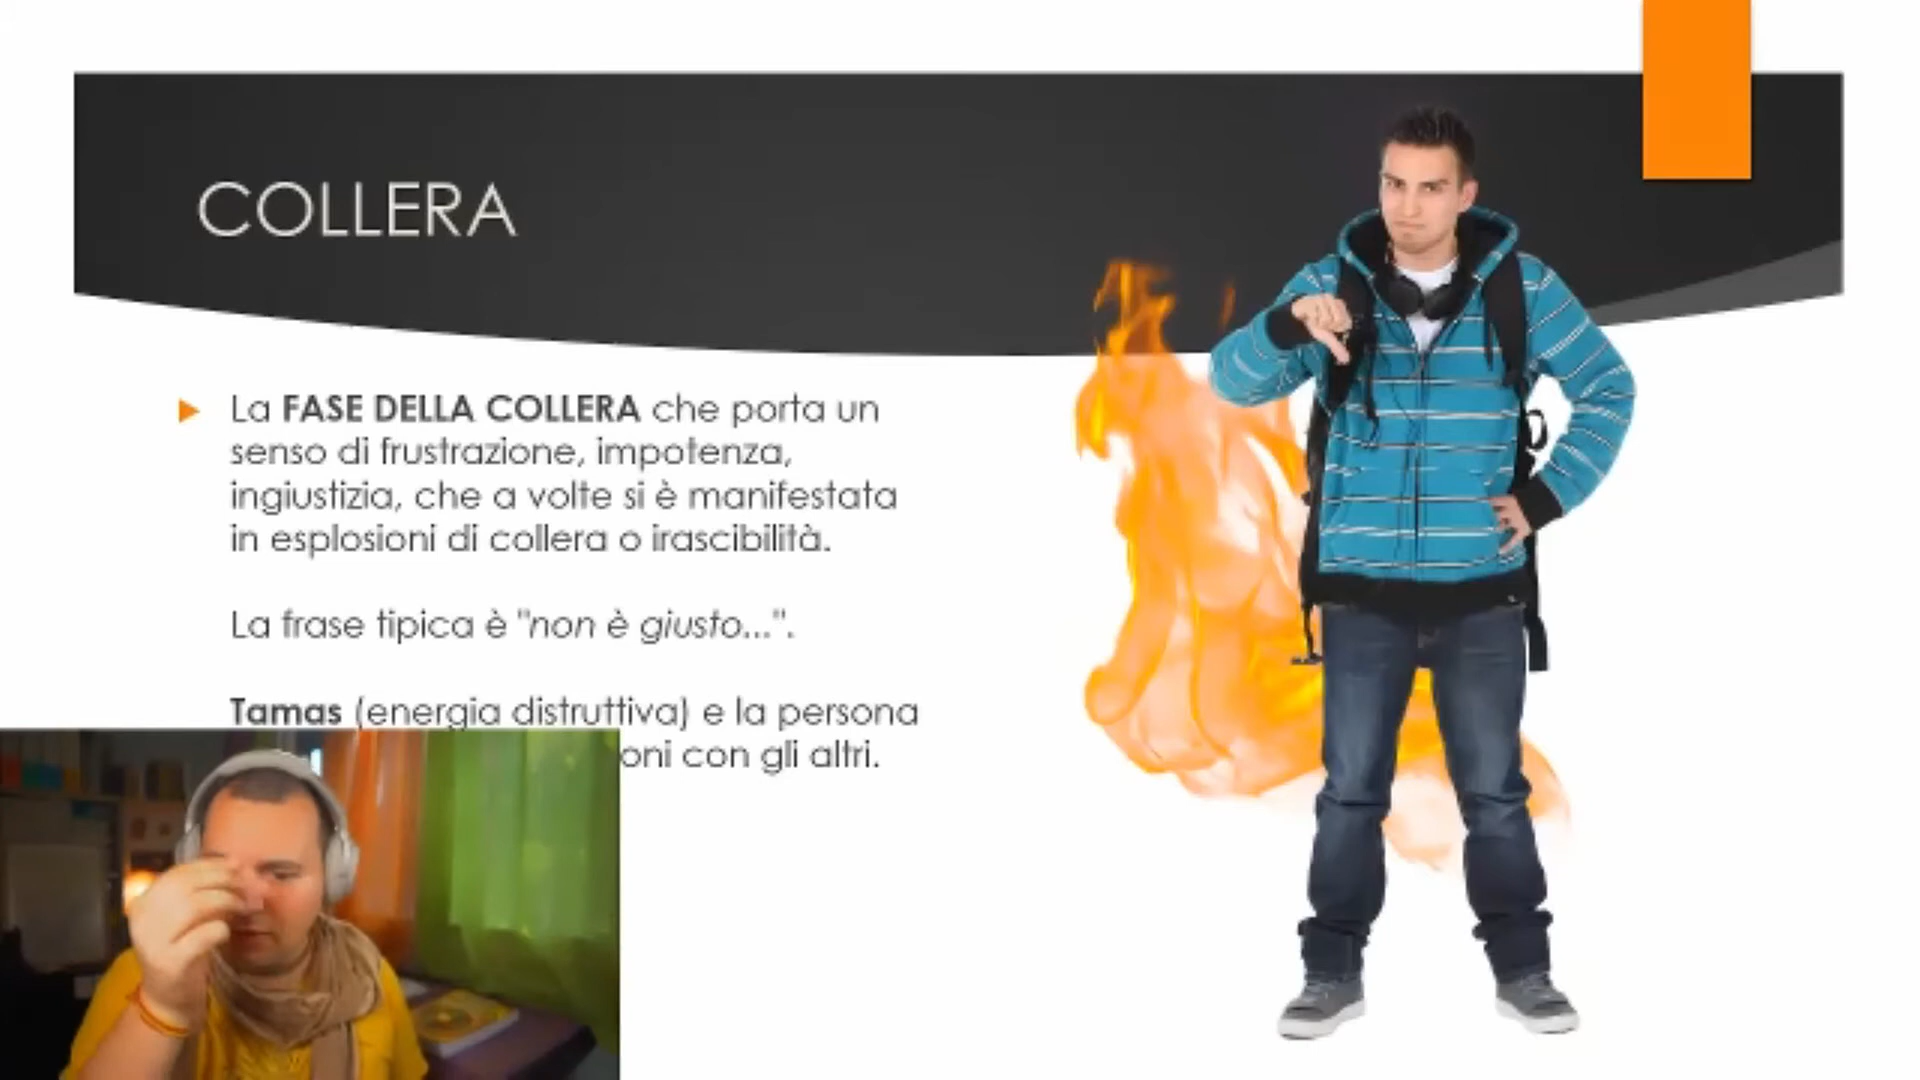 COLLERA
La FASE DELLA COLLERA che porta un
senso di frustrazione, impotenza,
ingiustizia, che a volte si è manifestata
in esplosioni di collera o irascibilità.
La frase tipica è "non è giusto...".
Tamas (energia distruttiva) e la persona
con gli altri.